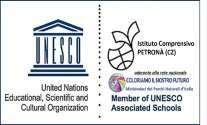 UNESCO
United Nations
Educational, Scientific and
Cultural Organization
Istituto Comprensivo
PETRONÀ (CZ)
aderente alla rete nazionale
COLORIAMO IL NOSTRO FUTURO
Member of UNESCO
Associated Schools